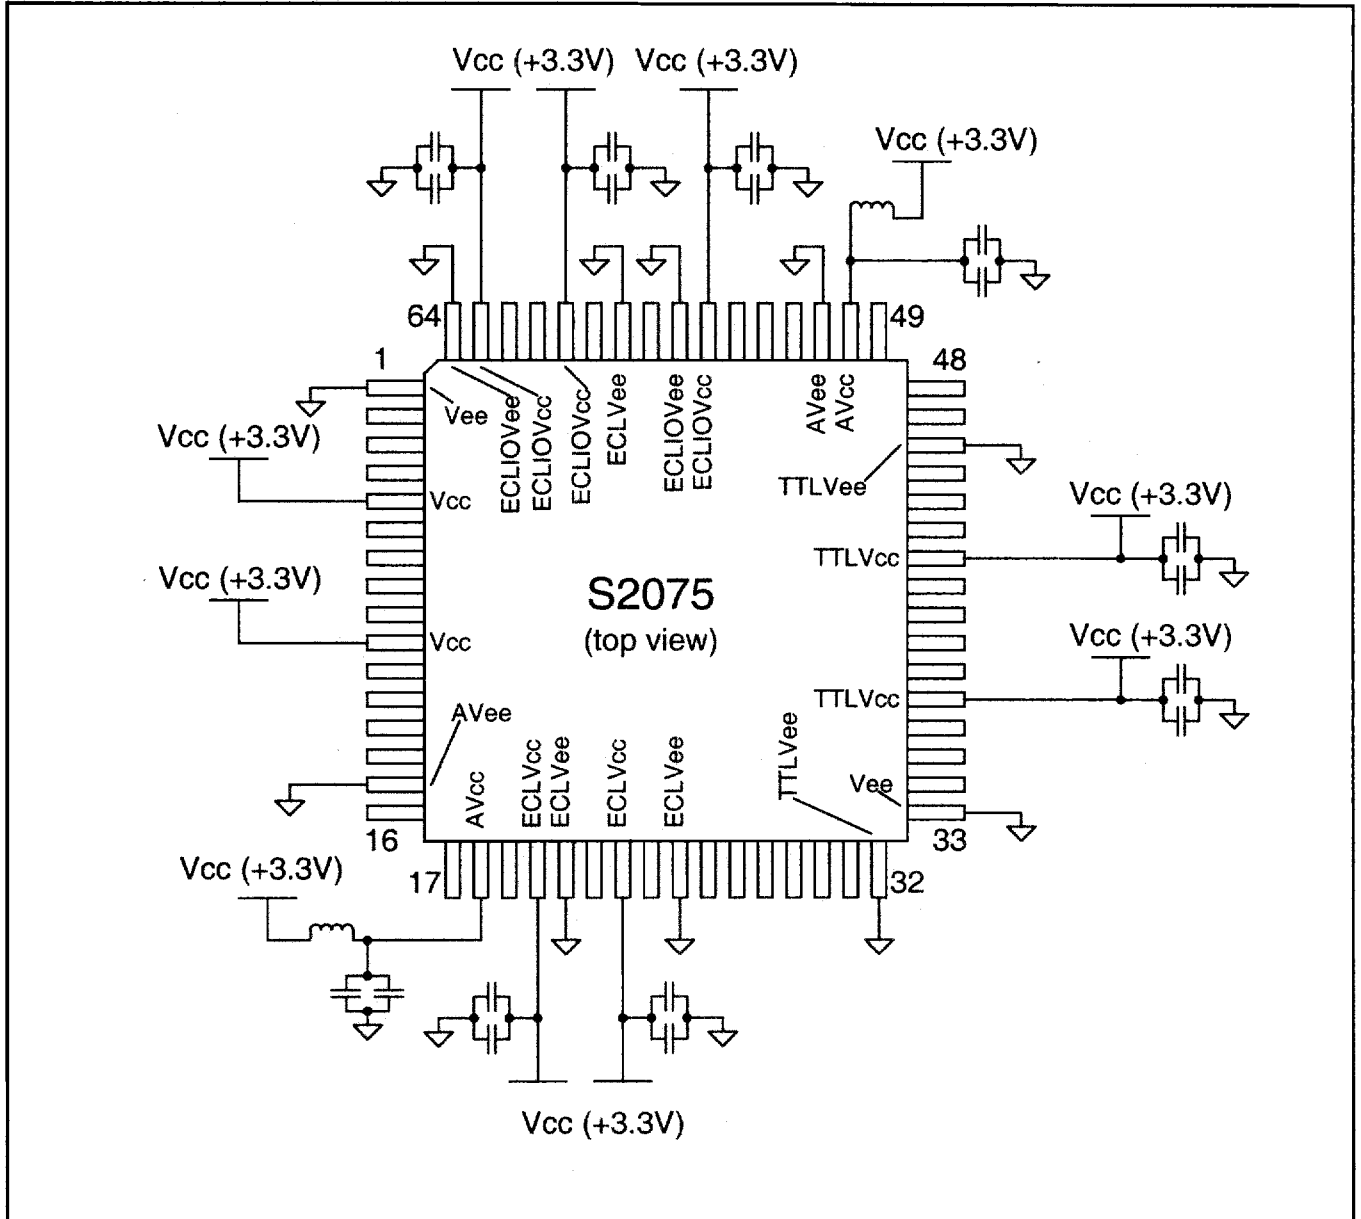 Vcc (+3.3V) Vcc (+3.3V)
Vcc (+3.3V)
64
49
1
48
Vee
ECLIOVee
ECLIOVcc
ECLIOVcc
ECLVee
ECLIOVee
ECLIOVcc
AVee
AVcc
Vcc (+3.3V)
Vcc
TTLVee
Vcc (+3.3V)
TTLVcc
Vcc (+3.3V)
Vcc
S2075
(top view)
Vcc (+3.3V)
TTLVcc
AVee
AVcc
ECLVcc
ECLVee
ECLVcc
ECLVee
TTLVee
Vee
16
33
17
32
Vcc (+3.3V)
Vcc (+3.3V)